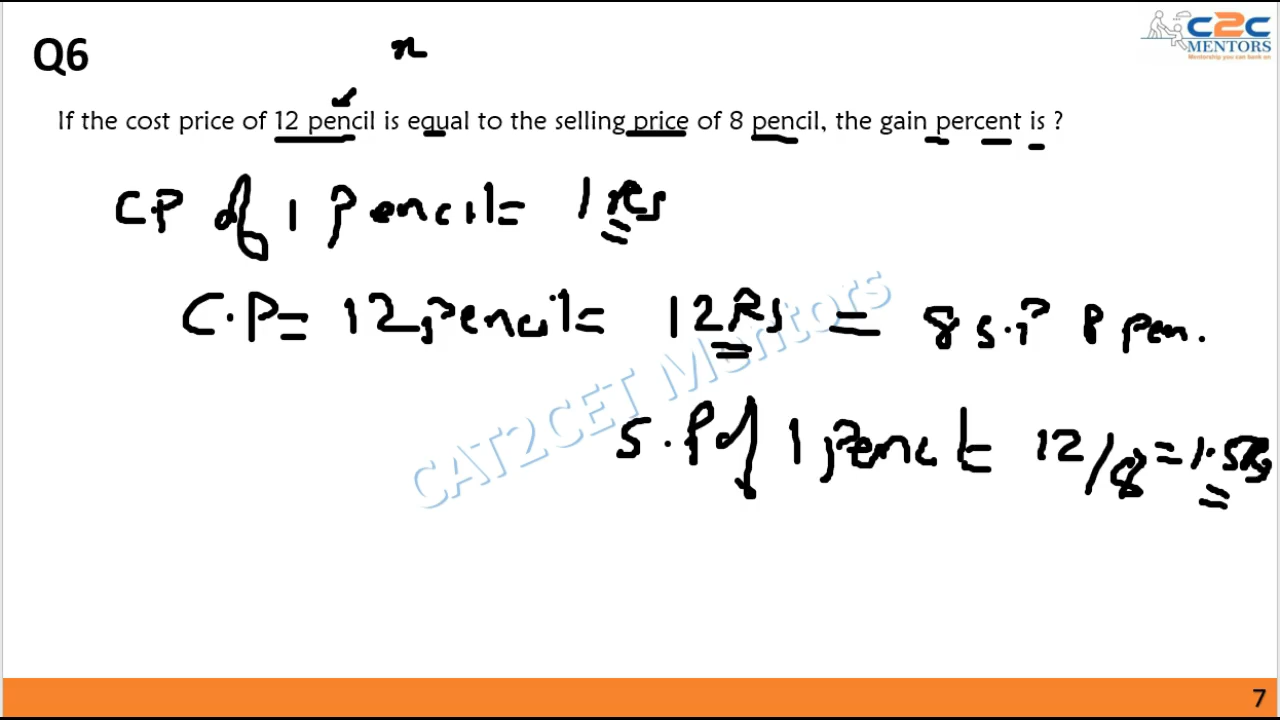 C2C
MENTORS
Mentorship you can bank on
Q6
x
If the cost price of 12 pencil is equal to the selling price of 8 pencil, the gain percent is ?
C.P of 1 pencil = 1 Rs
C.P = 12 pencil = 12 Rs = 8 S.P 8 Pen.
S.P of 1 pencil = 12/8 = 1.5 Rs
CAT2CET Mentors
7